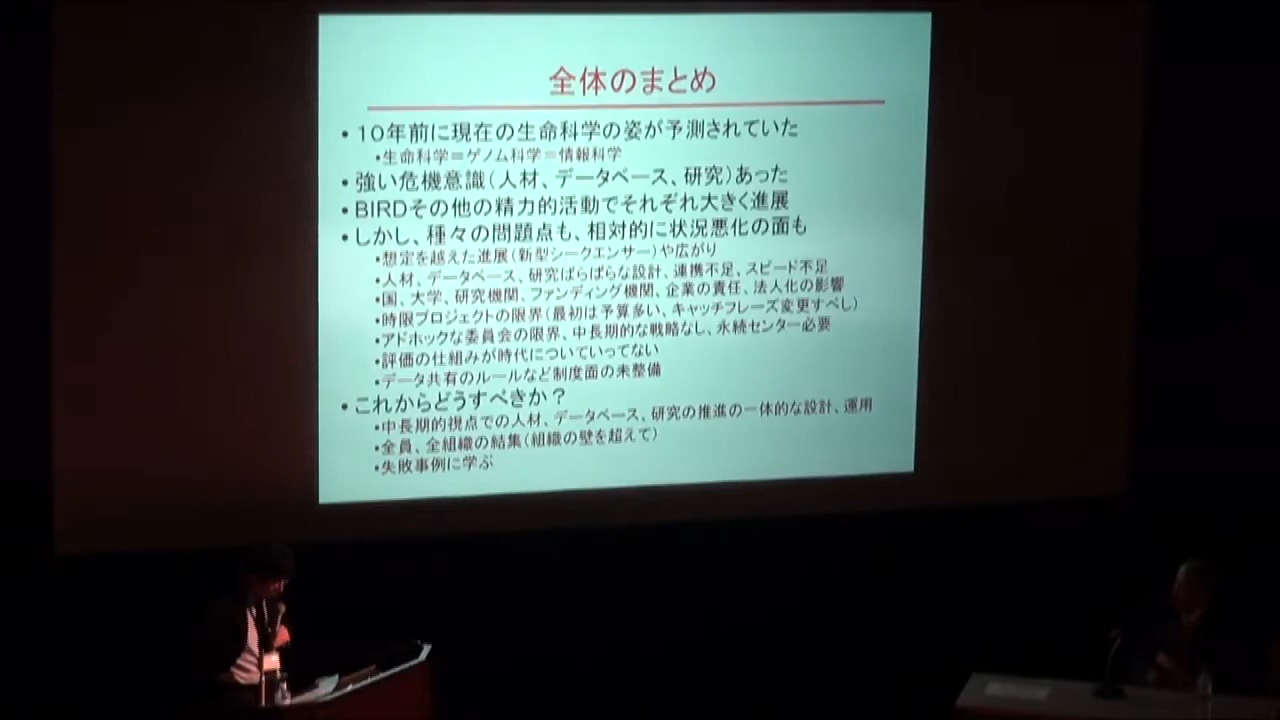 全体のまとめ
•10年前に現在の生命科学の姿が予測されていた
•生命科学＝ゲノム科学＝情報科学
•強い危機意識（人材、データベース、研究）あった
•BIRDその他の精力的活動でそれぞれ大きく進展
•しかし、種々の問題点も、相対的に状況悪化の面も
•想定を越えた進展（新型シークエンサー）や広がり
•人材、データベース、研究ばらばらな設計、連携不足、スピード不足
•国、大学、研究機関、ファンディング機関、企業の責任、法人化の影響
•時限プロジェクトの限界（最初は予算多い、キャッチフレーズ変更すべし）
•アドホックな委員会の限界、中長期的な戦略なし、永続センター必要
•評価の仕組みが時代についていってない
•データ共有のルールなど制度面の未整備
•これからどうすべきか？
•中長期的視点での人材、データベース、研究の推進の一体的な設計、運用
•全員、全組織の結集（組織の壁を超えて）
•失敗事例に学ぶ